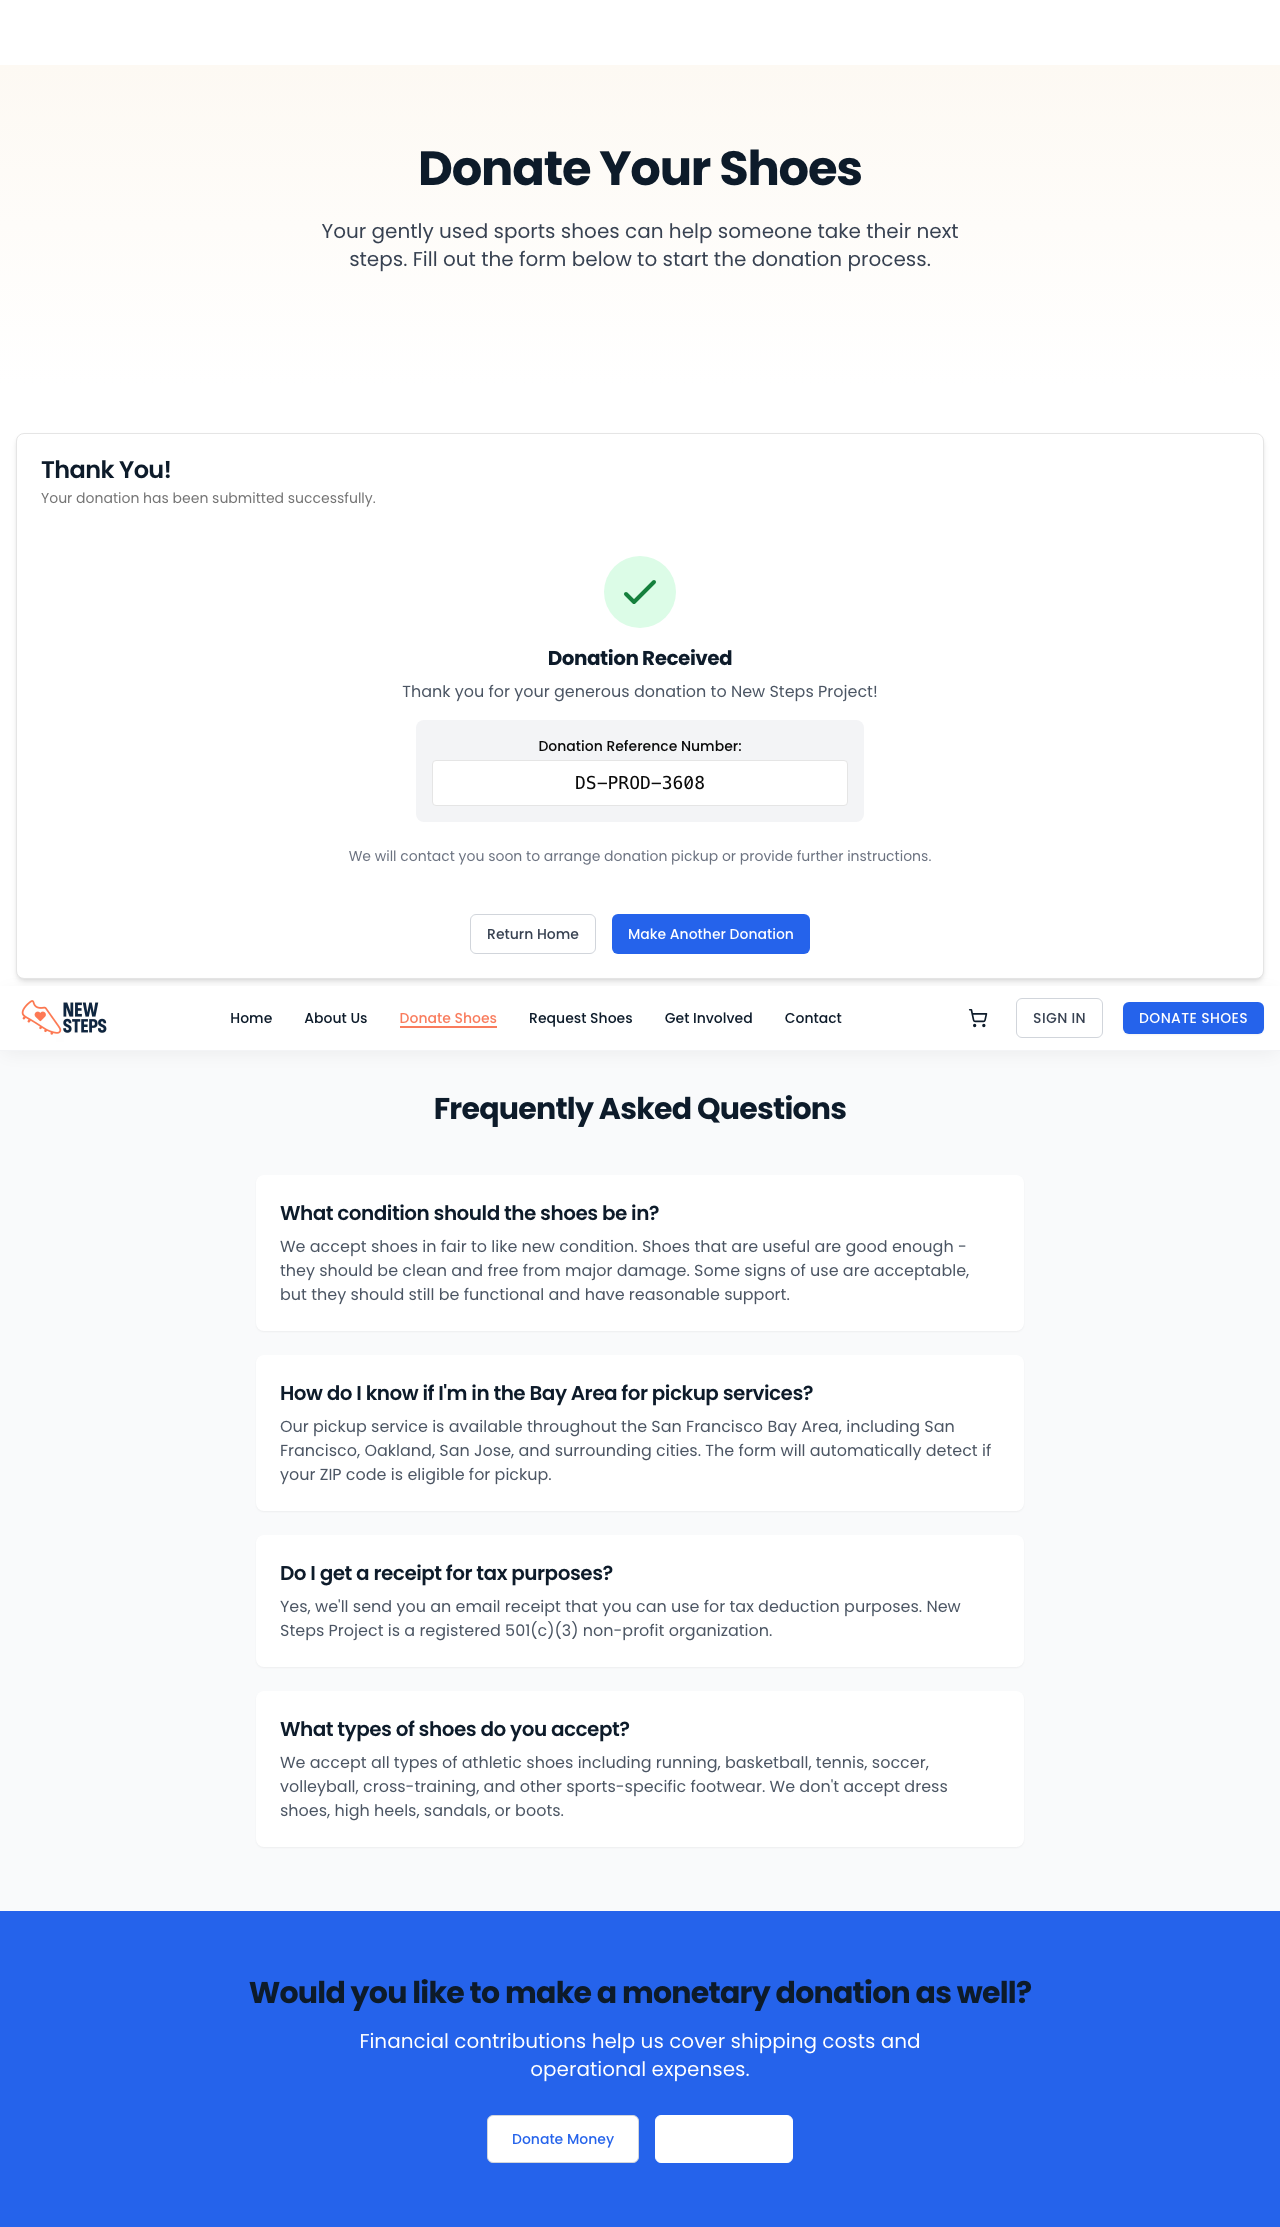 Donate Your Shoes
Your gently used sports shoes can help someone take their next
steps. Fill out the form below to start the donation process.
Thank You!
Your donation has been submitted successfully.
Donation Received
Thank you for your generous donation to New Steps Project!
Donation Reference Number:
DS-PROD-3608
We will contact you soon to arrange donation pickup or provide further instructions.
Return Home
Make Another Donation
NEW
STEPS
Home
About Us
Donate Shoes
Request Shoes
Get Involved
Contact
SIGN IN
DONATE SHOES
Frequently Asked Questions
What condition should the shoes be in?
We accept shoes in fair to like new condition. Shoes that are useful are good enough -
they should be clean and free from major damage. Some signs of use are acceptable,
but they should still be functional and have reasonable support.
How do I know if I'm in the Bay Area for pickup services?
Our pickup service is available throughout the San Francisco Bay Area, including San
Francisco, Oakland, San Jose, and surrounding cities. The form will automatically detect if
your ZIP code is eligible for pickup.
Do I get a receipt for tax purposes?
Yes, we'll send you an email receipt that you can use for tax deduction purposes. New
Steps Project is a registered 501(c)(3) non-profit organization.
What types of shoes do you accept?
We accept all types of athletic shoes including running, basketball, tennis, soccer,
volleyball, cross-training, and other sports-specific footwear. We don't accept dress
shoes, high heels, sandals, or boots.
Would you like to make a monetary donation as well?
Financial contributions help us cover shipping costs and
operational expenses.
Donate Money